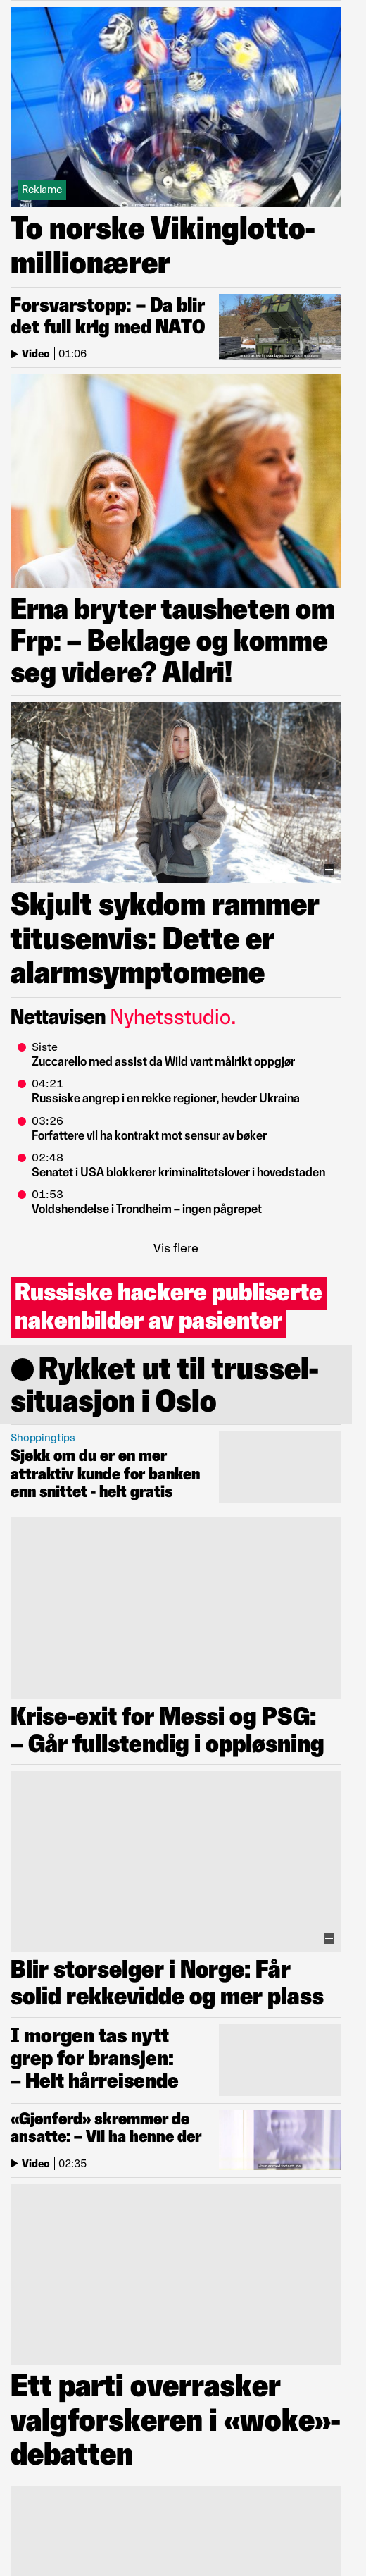 Reklame
To norske Vikinglotto-
millionærer
Forsvarstopp: – Da blir
det full krig med NATO
Video | 01:06
Erna bryter tausheten om
Frp: – Beklage og komme
seg videre? Aldri!
Skjult sykdom rammer
titusenvis: Dette er
alarmsymptomene
Nettavisen Nyhetsstudio.
Siste
Zuccarello med assist da Wild vant målrikt oppgjør
04:21
Russiske angrep i en rekke regioner, hevder Ukraina
03:26
Forfattere vil ha kontrakt mot sensur av bøker
02:48
Senatet i USA blokkerer kriminalitetslover i hovedstaden
01:53
Voldshendelse i Trondheim – ingen pågrepet
Vis flere
Russiske hackere publiserte
nakenbilder av pasienter
Rykket ut til trussel-
situasjon i Oslo
Shoppingtips
Sjekk om du er en mer
attraktiv kunde for banken
enn snittet - helt gratis
Krise-exit for Messi og PSG:
– Går fullstendig i oppløsning
Blir storselger i Norge: Får
solid rekkevidde og mer plass
I morgen tas nytt
grep for bransjen:
– Helt hårreisende
«Gjenferd» skremmer de
ansatte: – Vil ha henne der
Video | 02:35
Ett parti overrasker
valgforskeren i «woke»-
debatten